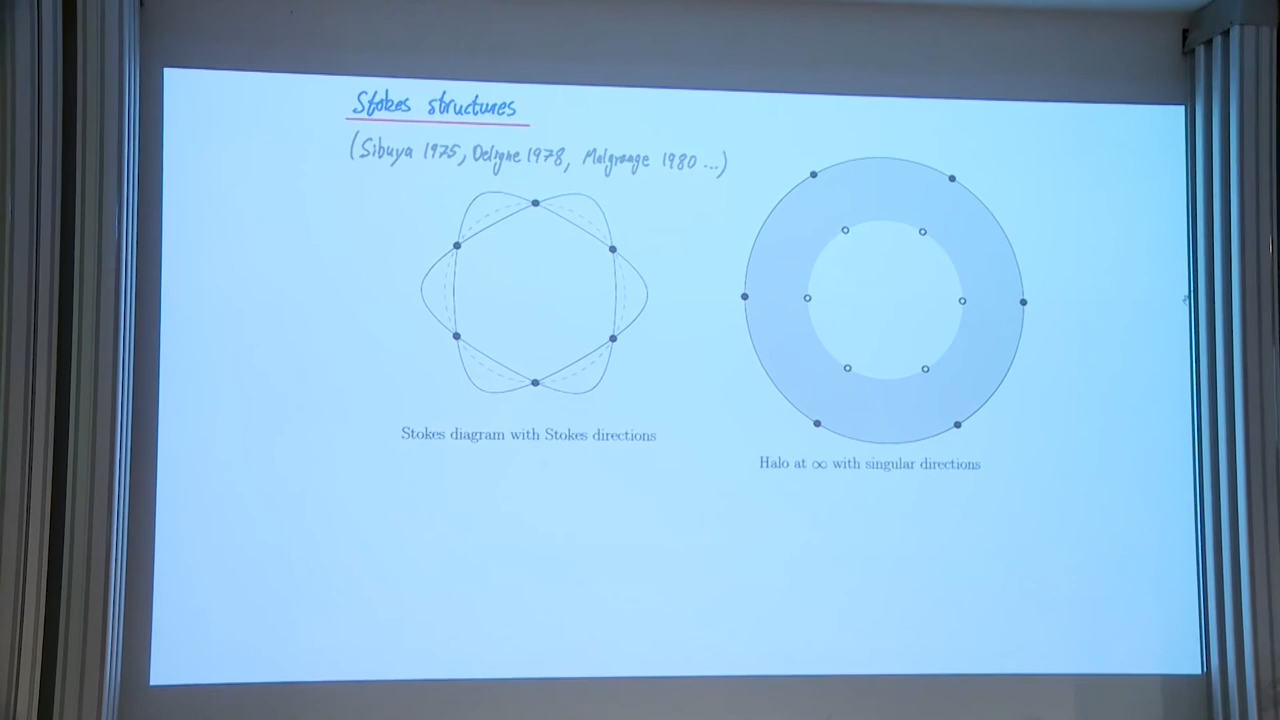 Stokes structures
(Sibuya 1975, Deligne 1978, Malgrange 1980 ...)
Stokes diagram with Stokes directions
Halo at ∞ with singular directions